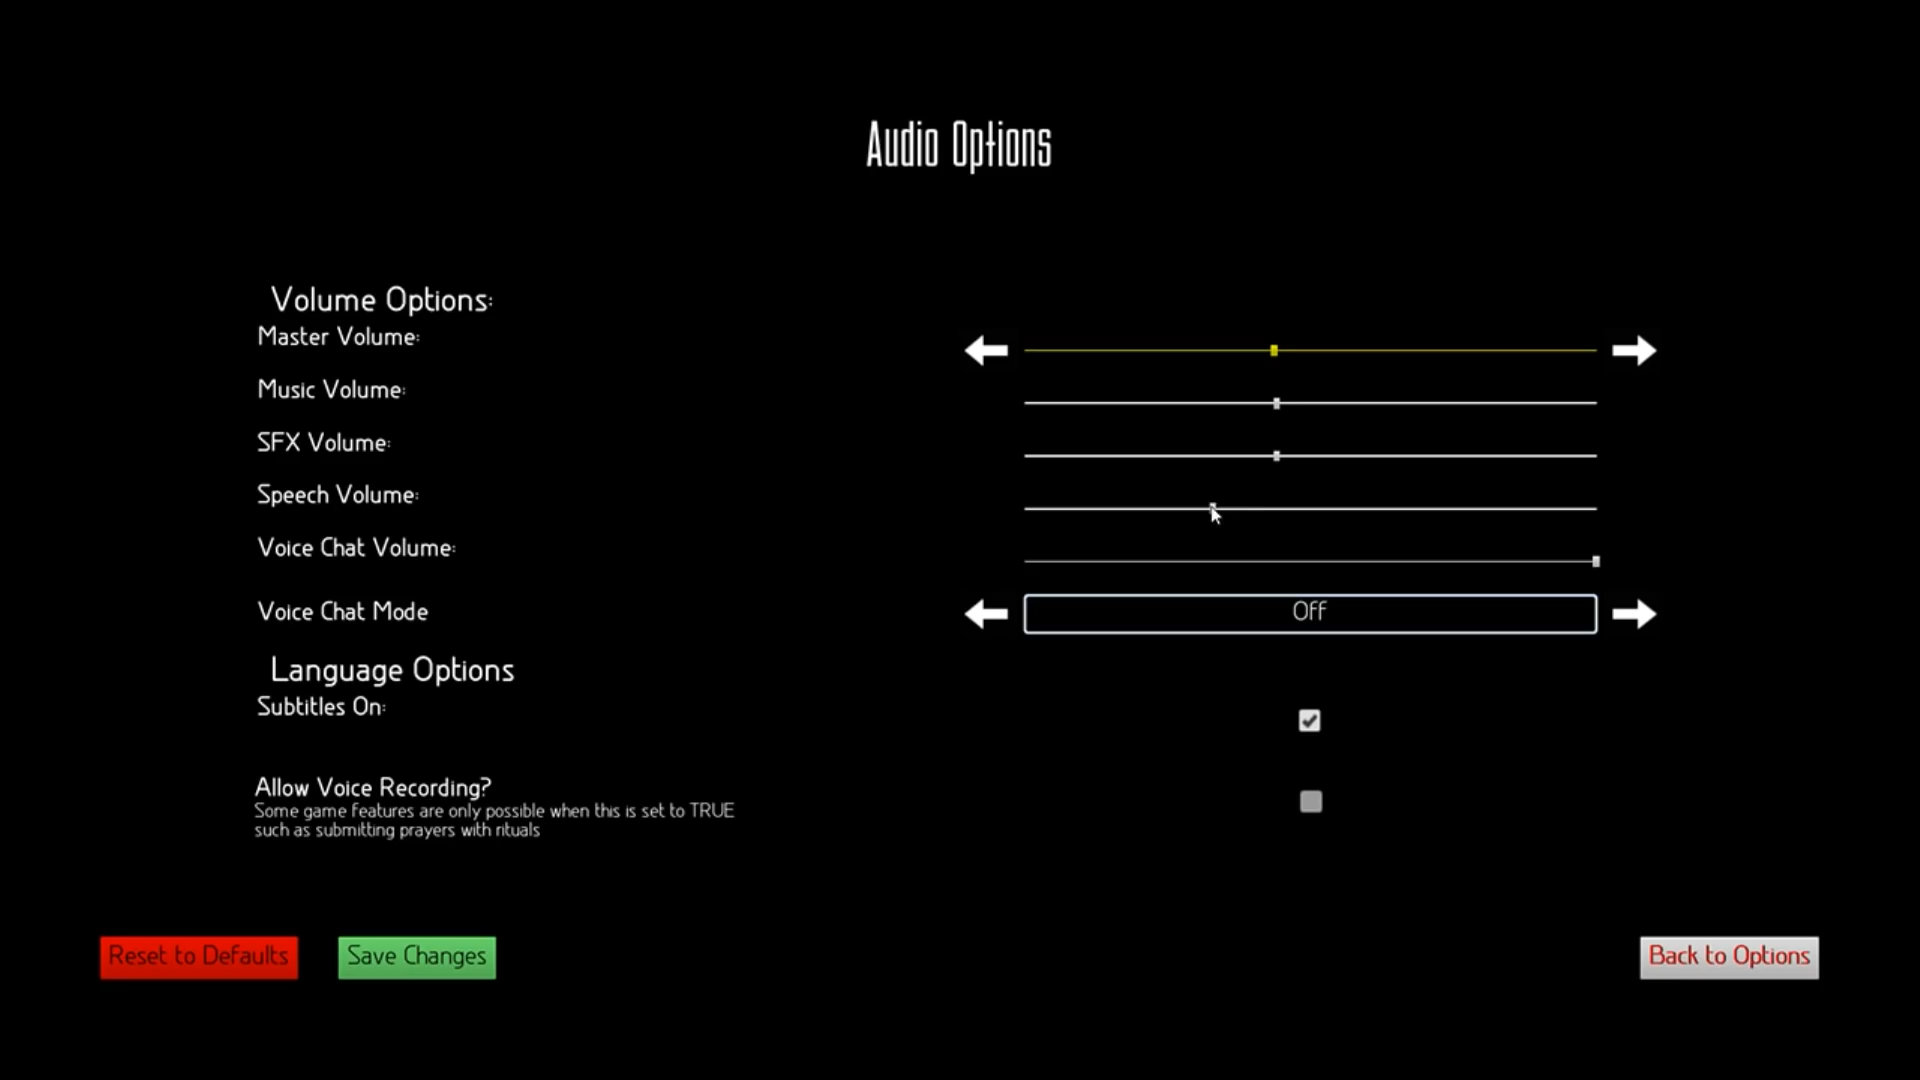 Audio Options
Volume Options:
Master Volume:
Music Volume:
SFX Volume:
Speech Volume:
Voice Chat Volume:
Voice Chat Mode
Off
Language Options
Subtitles On:
Allow Voice Recording?
Some game features are only possible when this is set to TRUE
such as submitting prayers with rituals
Reset to Defaults
Save Changes
Back to Options